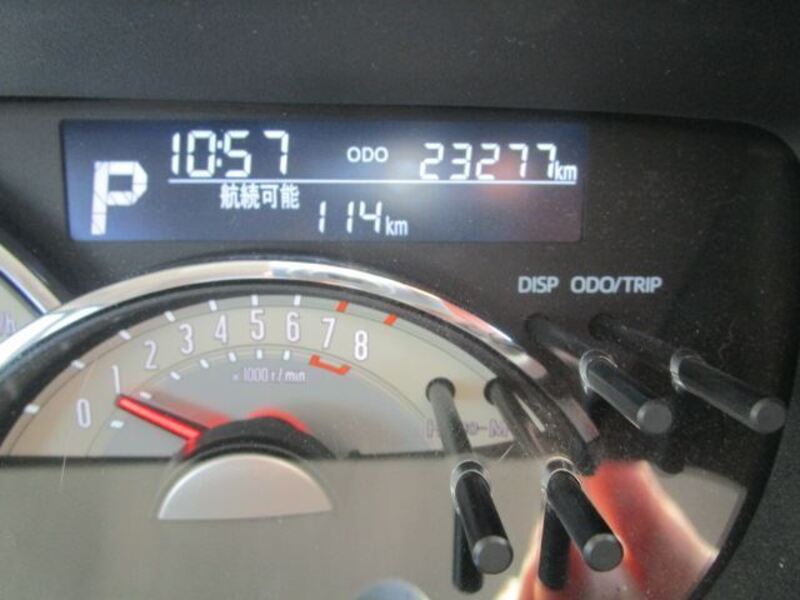 10:57 ODO 23277km
P
航続可能
114km
DISP ODO/TRIP
0 1 2 3 4 5 6 7 8
×1000 r/min